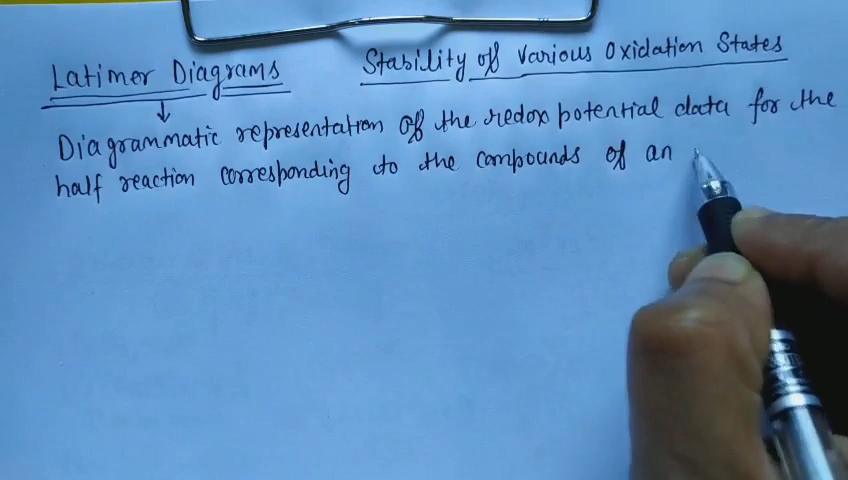 Latimer Diagrams Stability of Various Oxidation States
Diagrammatic representation of the redox potential data for the
half reaction corresponding to the compounds of an